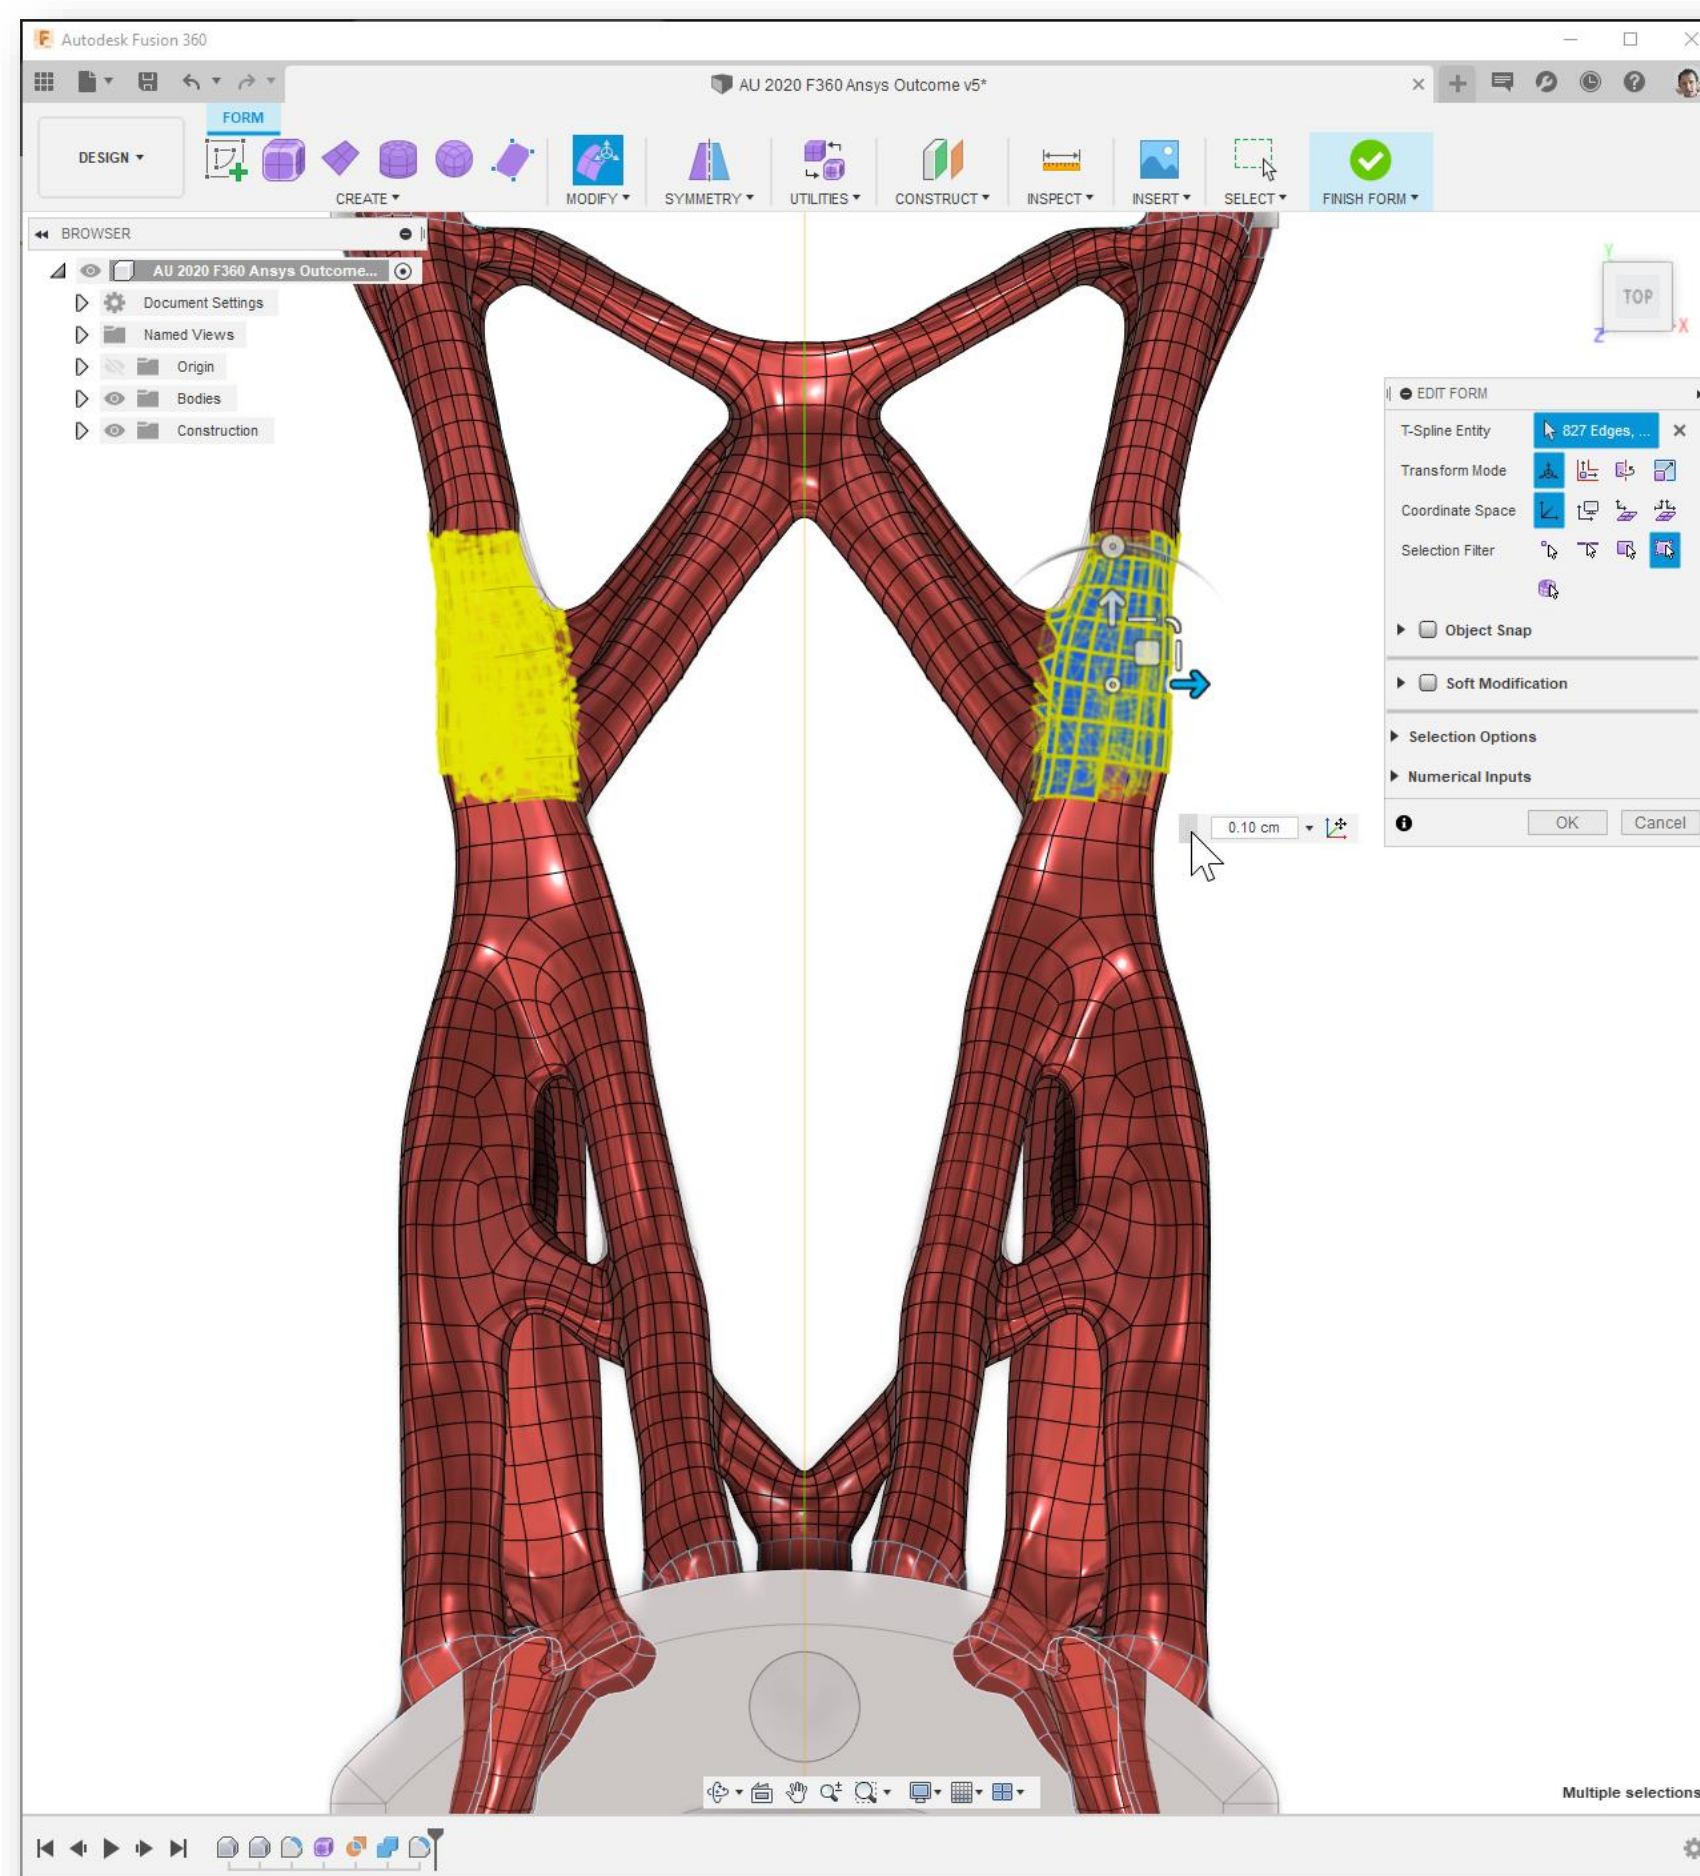 Autodesk Fusion 360
AU 2020 F360 Ansys Outcome v5*
FORM
DESIGN
CREATE
MODIFY
SYMMETRY
UTILITIES
CONSTRUCT
INSPECT
INSERT
SELECT
FINISH FORM
BROWSER
AU 2020 F360 Ansys Outcome...
Document Settings
Named Views
Origin
Bodies
Construction
Y
TOP
X
Z
EDIT FORM
T-Spline Entity
827 Edges, ...
Transform Mode
Coordinate Space
Selection Filter
Object Snap
Soft Modification
Selection Options
Numerical Inputs
OK Cancel
0.10 cm
Multiple selections